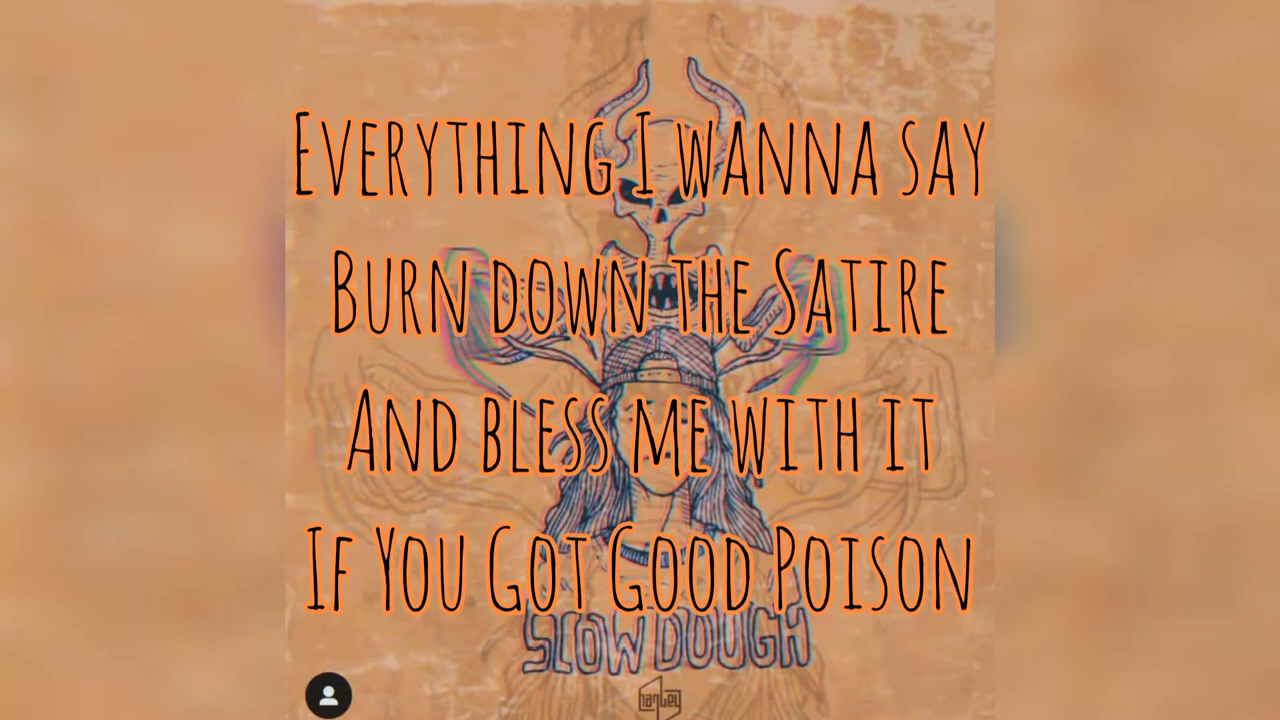 Everything I wanna say
Burn down the Satire
And bless me with it
If You Got Good Poison
SLOW DOUGH
Hanley